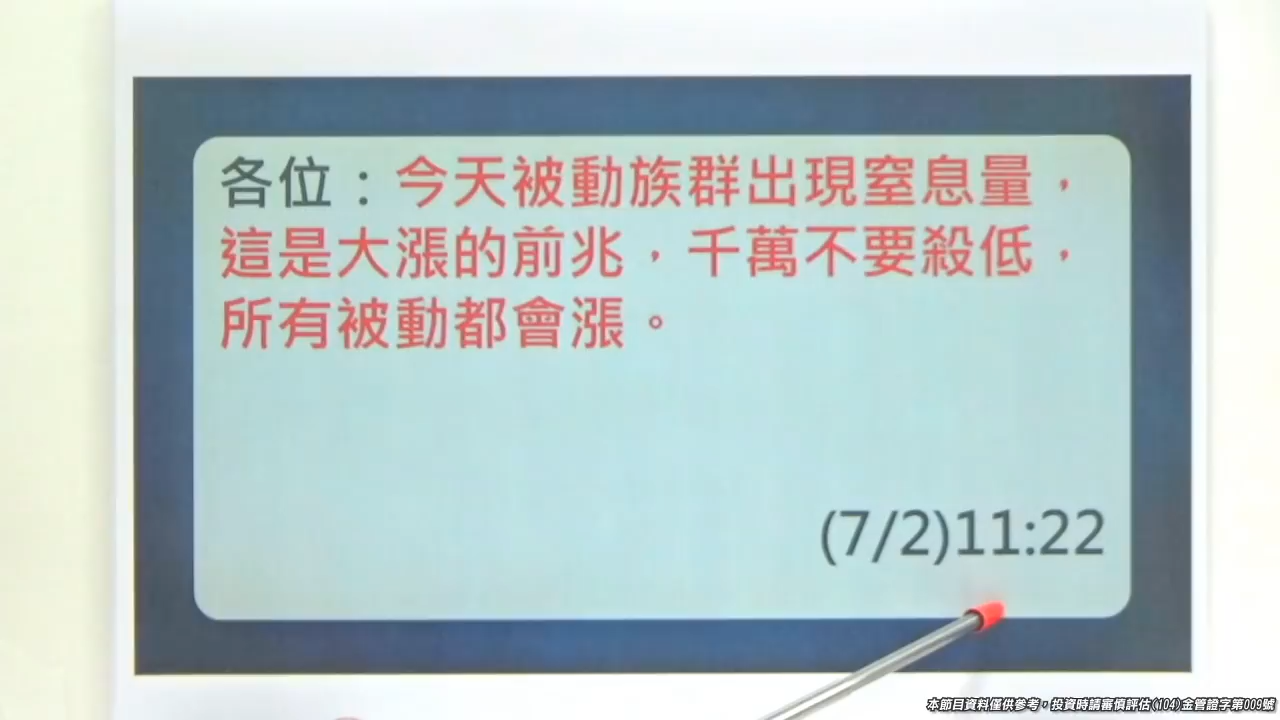 各位：今天被動族群出現窒息量，
這是大漲的前兆，千萬不要殺低，
所有被動都會漲。
(7/2)11:22
本節目資料僅供參考，投資時請審慎評估(104)金管證字第009號